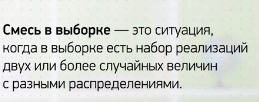 Смесь в выборке — это ситуация,
когда в выборке есть набор реализаций
двух или более случайных величин
с разными распределениями.